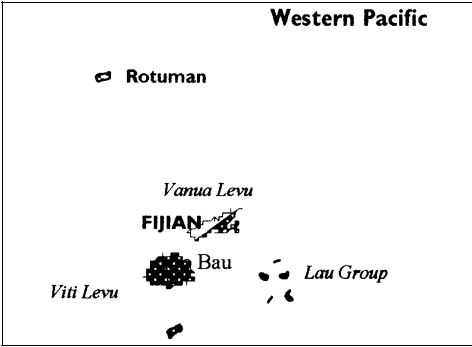 Western Pacific
Rotuman
Vanua Levu
FIJIAN
Bau
Lau Group
Viti Levu